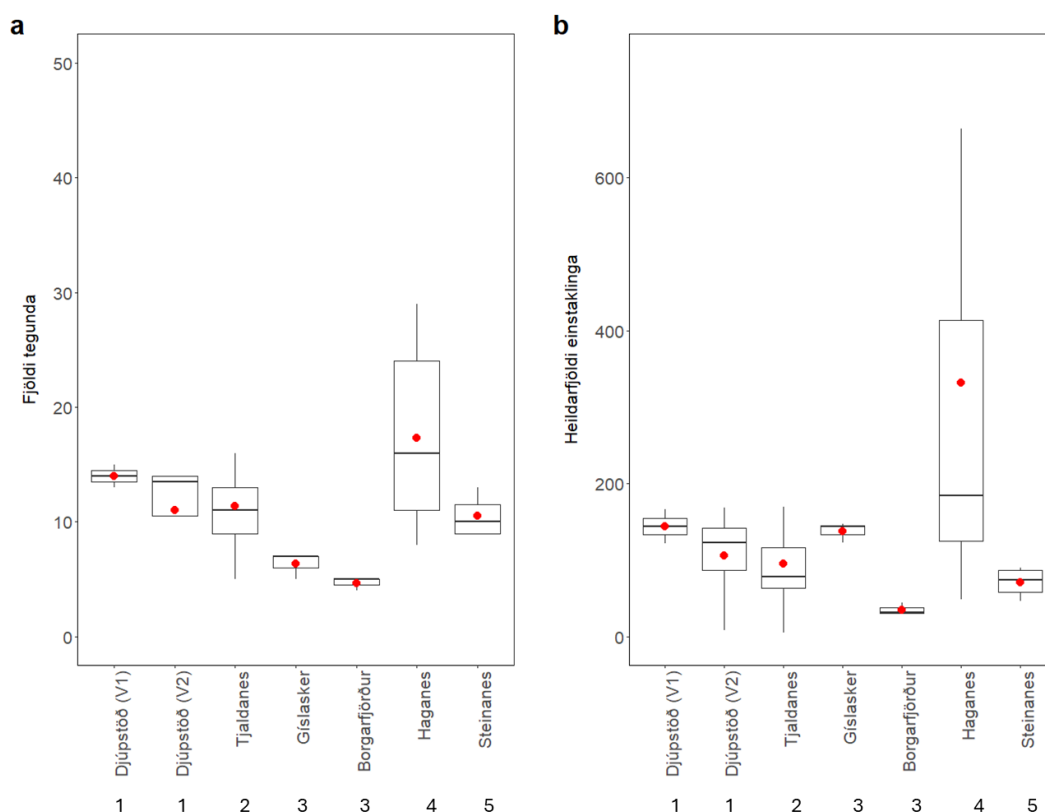 a
Fjöldi tegunda
50
40
30
20
10
0
Djúpstöð (V1)
Djúpstöð (V2)
Tjaldanes
Gíslasker
Borgarfjörður
Haganes
Steinanes
1 1 2 3 3 4 5
b
Heildarfjöldi einstaklinga
600
400
200
0
Djúpstöð (V1)
Djúpstöð (V2)
Tjaldanes
Gíslasker
Borgarfjörður
Haganes
Steinanes
1 1 2 3 3 4 5